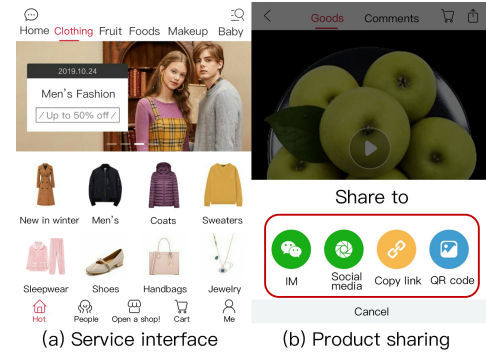 Home Clothing Fruit Foods Makeup Baby
2019.10.24
Men's Fashion
Up to 50% off
New in winter Men's Coats Sweaters
Sleepwear Shoes Handbags Jewelry
Hot People Open a shop! Cart Me
(a) Service interface
Goods Comments
Share to
IM Social media Copy link QR code
Cancel
(b) Product sharing